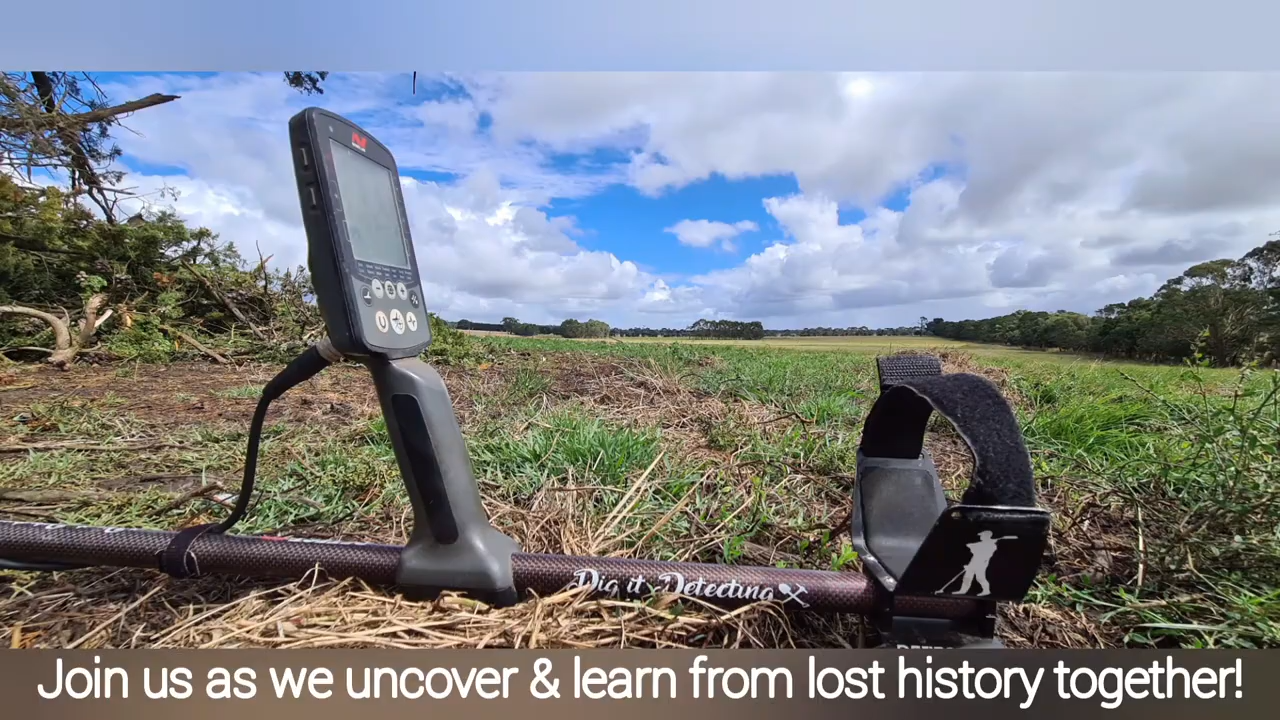 Dig it Detecting
Join us as we uncover & learn from lost history together!